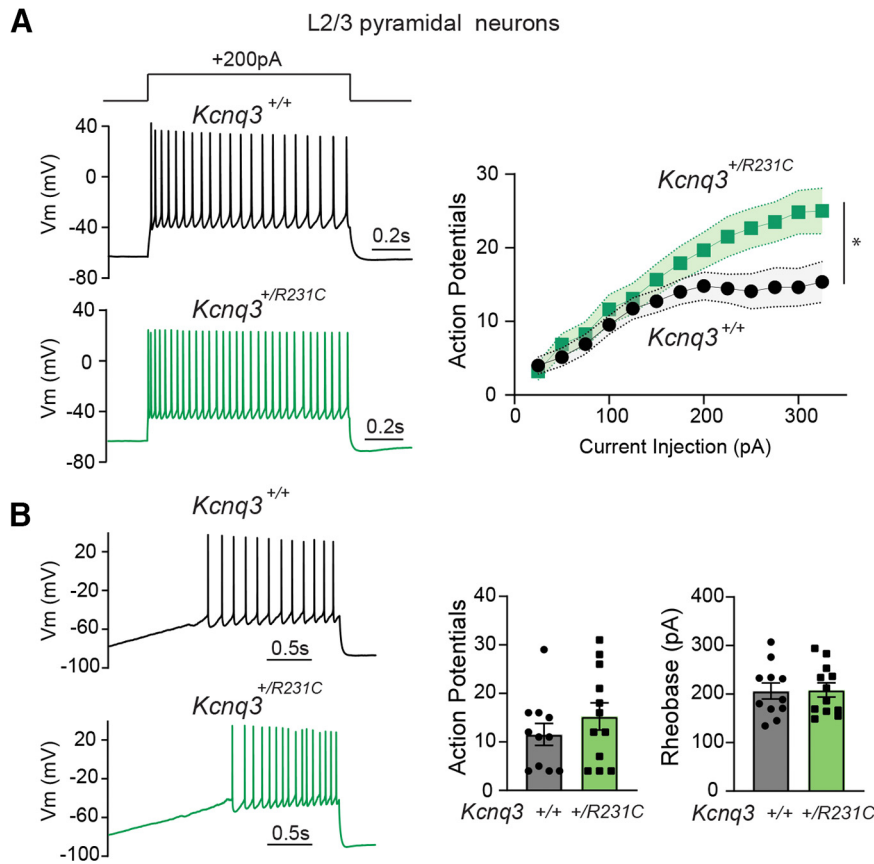 A
L2/3 pyramidal neurons
+200pA
Kcnq3 +/+
40
0
-40
-80
Vm (mV)
0.2s
Kcnq3 +/R231C
40
0
-40
-80
Vm (mV)
0.2s
30
20
10
0
Action Potentials
Kcnq3 +/R231C
*
Kcnq3 +/+
0 100 200 300
Current Injection (pA)
B
Kcnq3 +/+
20
-20
-60
-100
Vm (mV)
0.5s
Kcnq3 +/R231C
20
-20
-60
-100
Vm (mV)
0.5s
40
30
20
10
0
Action Potentials
Kcnq3 +/+ +/R231C
400
300
200
100
0
Rheobase (pA)
Kcnq3 +/+ +/R231C